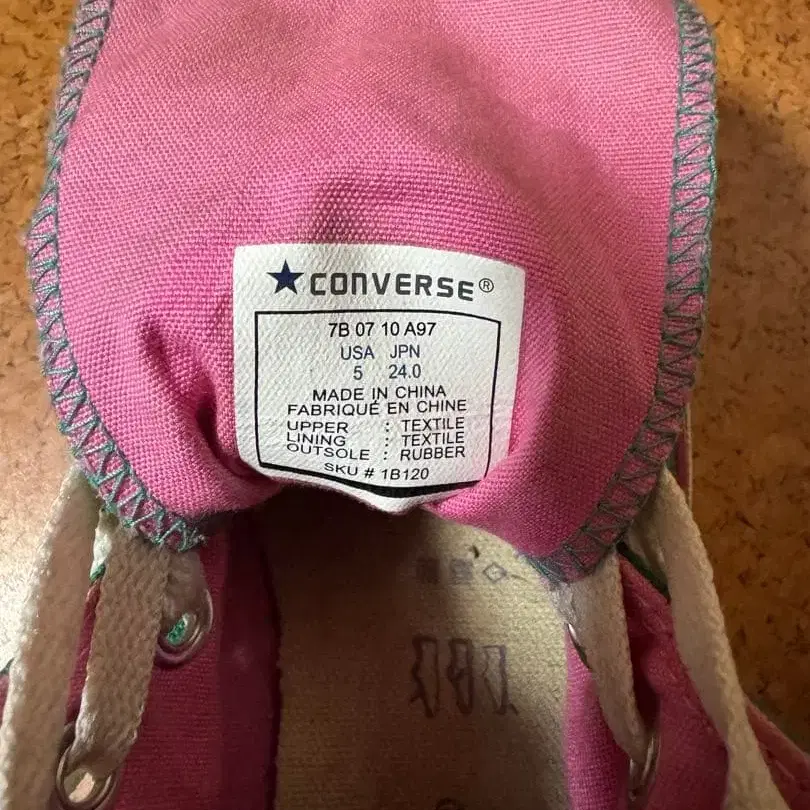 CONVERSE®
7B 07 10 A97
USA JPN
5 24.0
MADE IN CHINA
FABRIQUÉ EN CHINE
UPPER : TEXTILE
LINING : TEXTILE
OUTSOLE : RUBBER
SKU # 1B120